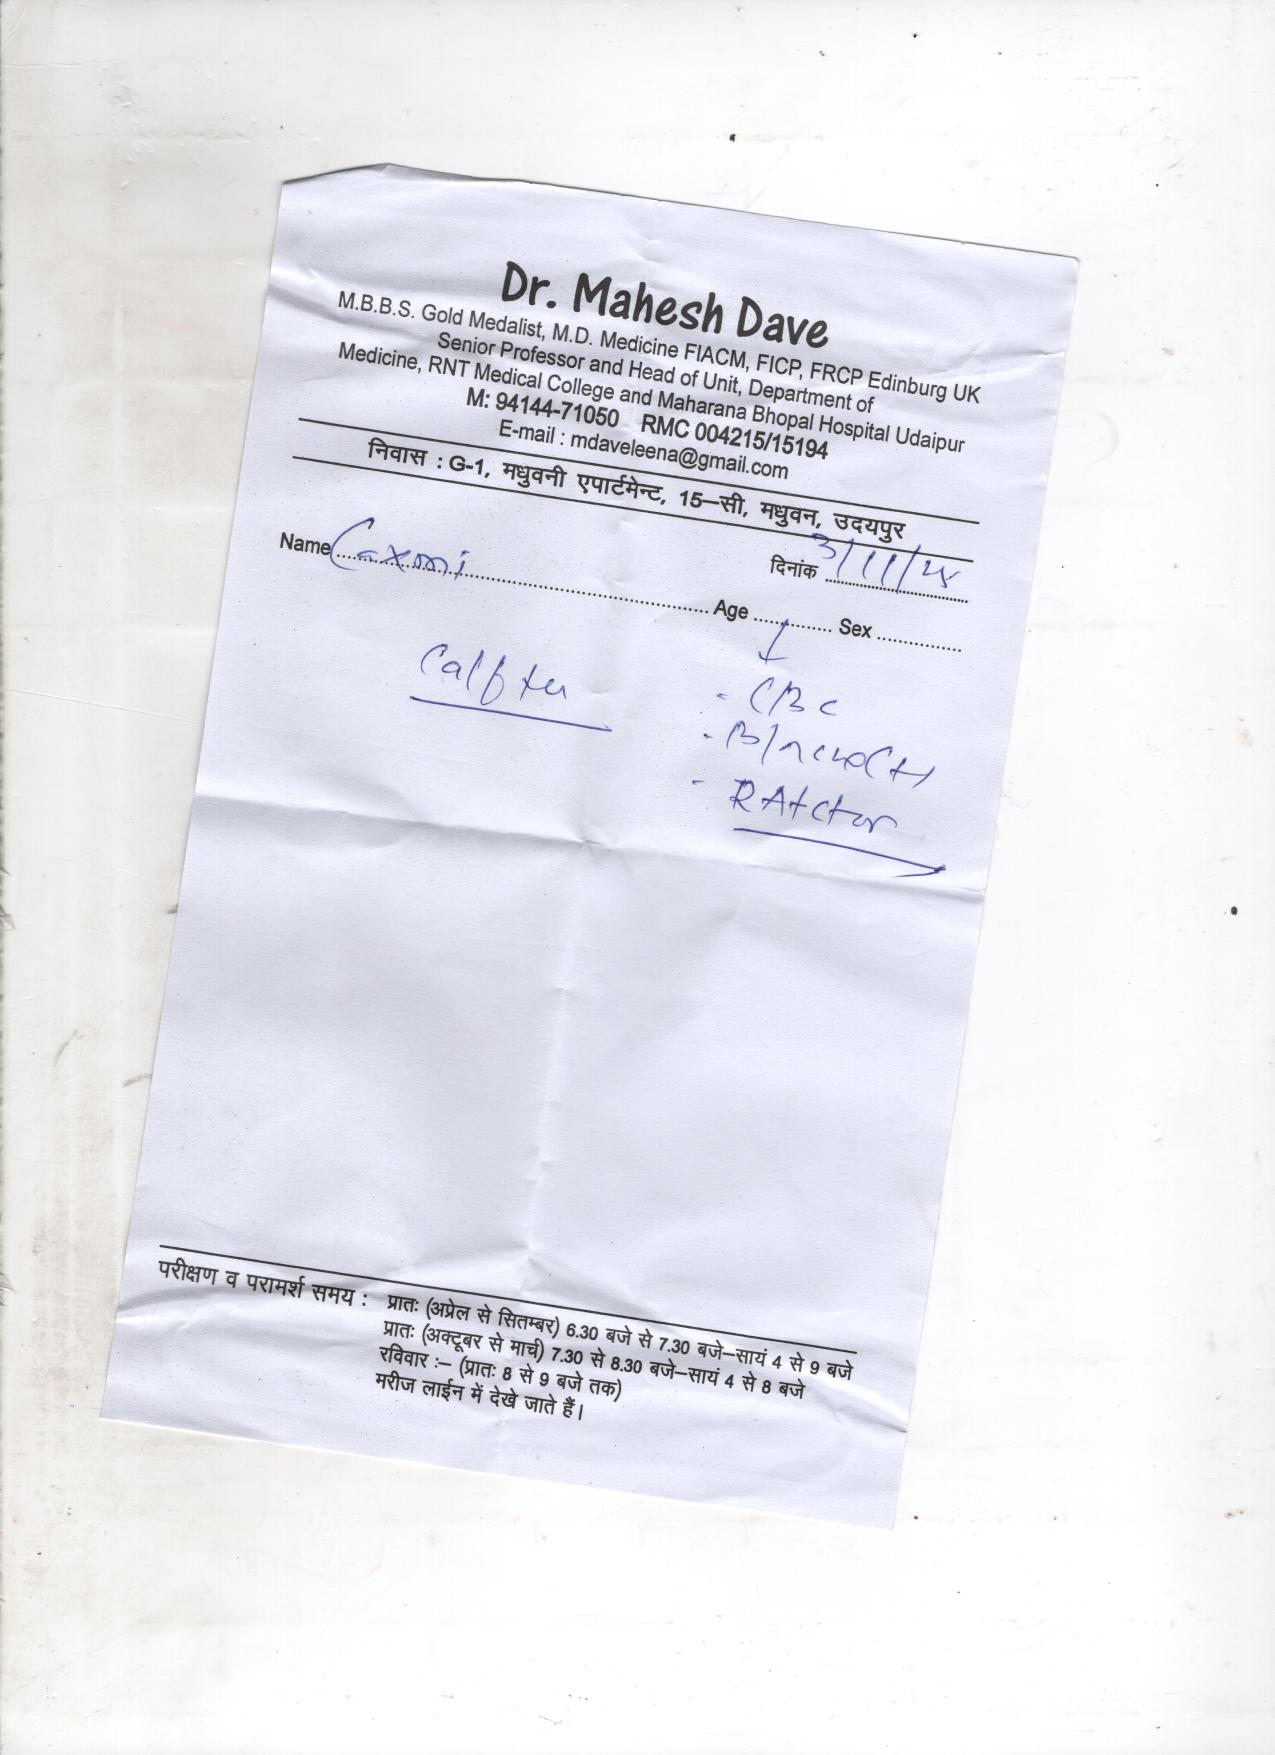 Dr. Mahesh Dave
M.B.B.S. Gold Medalist, M.D. Medicine FIACM, FICP, FRCP Edinburg UK
Senior Professor and Head of Unit, Department of
Medicine, RNT Medical College and Maharana Bhopal Hospital Udaipur
M: 94144-71050 RMC 004215/15194
E-mail : mdaveleena@gmail.com
निवास : G-1, मधुवनी एपार्टमेन्ट, 15–सी, मधुवन, उदयपुर
Name Laxmi दिनांक 3/11/25
Age Sex
- CBC
- RA factor
परीक्षण व परामर्श समय : प्रातः (अप्रेल से सितम्बर) 6.30 बजे से 7.30 बजे–सायं 4 से 9 बजे
प्रातः (अक्टूबर से मार्च) 7.30 से 8.30 बजे–सायं 4 से 8 बजे
रविवार :– (प्रातः 8 से 9 बजे तक)
मरीज लाईन में देखे जाते हैं।